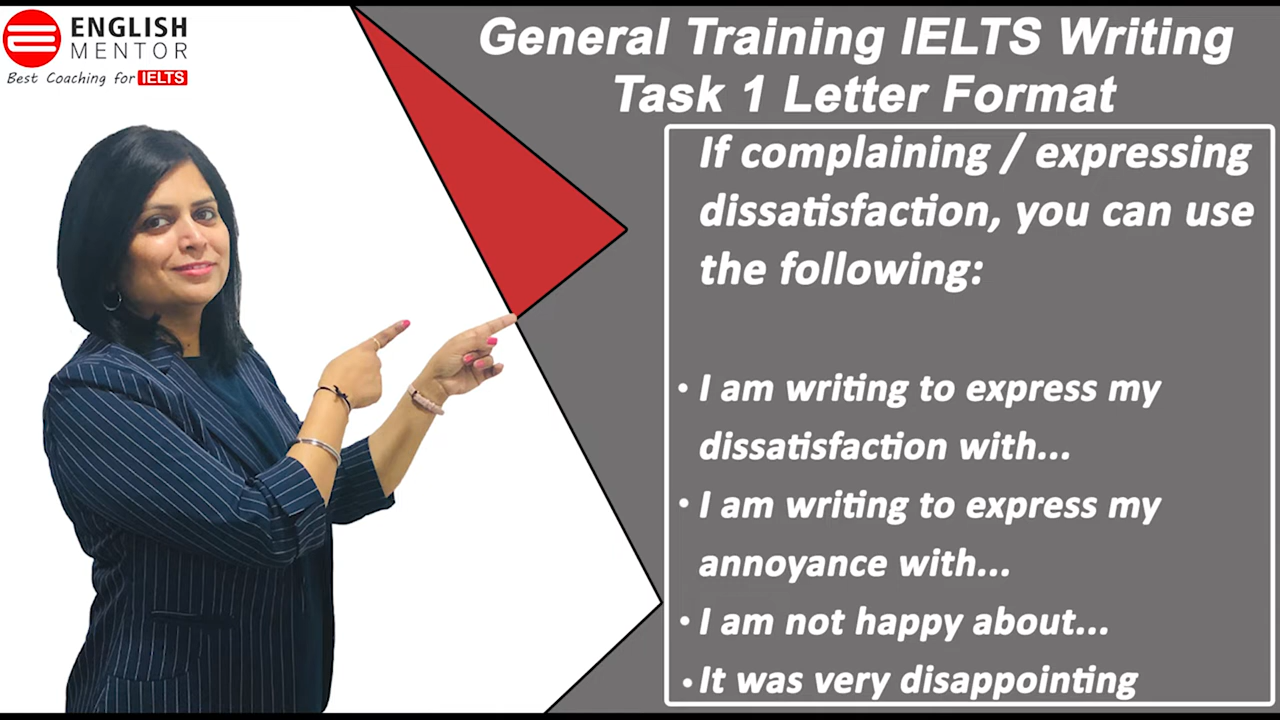 ENGLISH
MENTOR
Best Coaching for IELTS
General Training IELTS Writing
Task 1 Letter Format
If complaining / expressing
dissatisfaction, you can use
the following:
• I am writing to express my
dissatisfaction with...
• I am writing to express my
annoyance with...
• I am not happy about...
• It was very disappointing